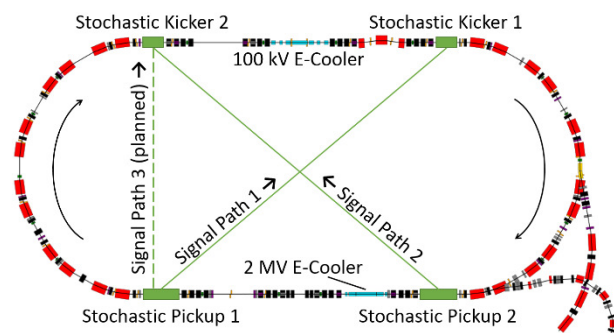 Stochastic Kicker 2
Stochastic Kicker 1
100 kV E-Cooler
Signal Path 3 (planned)
Signal Path 1
Signal Path 2
2 MV E-Cooler
Stochastic Pickup 1
Stochastic Pickup 2